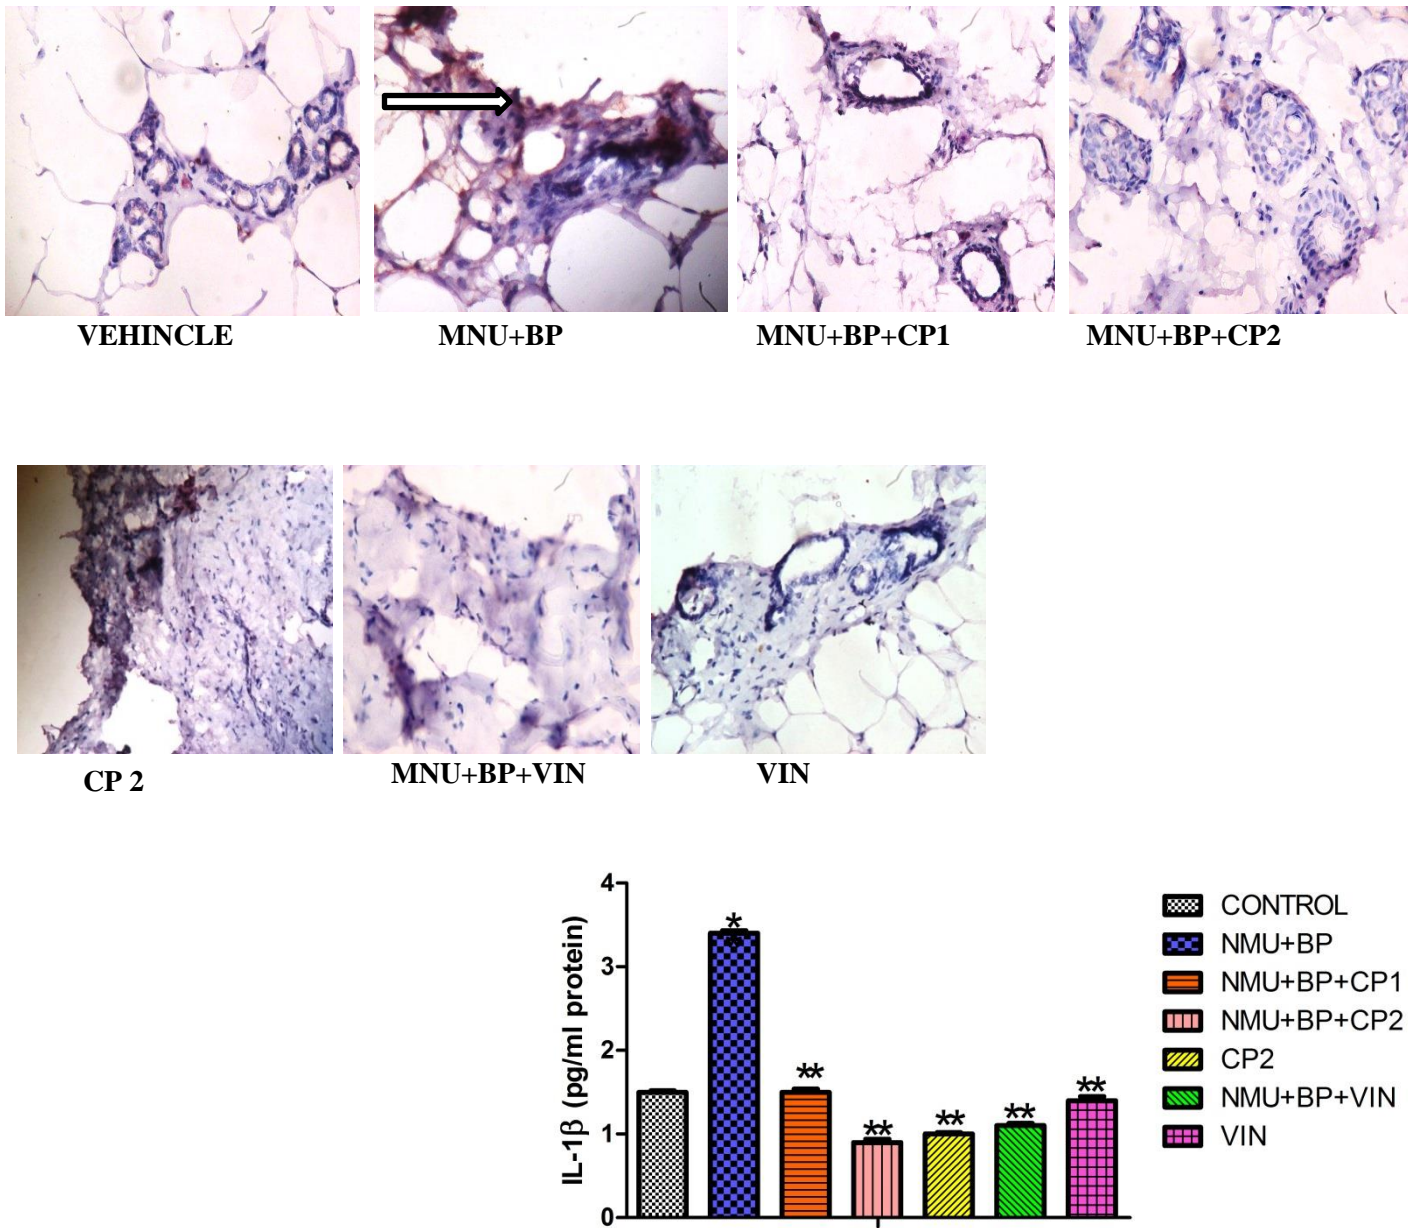 VEHINCLE
MNU+BP
MNU+BP+CP1
MNU+BP+CP2
CP 2
MNU+BP+VIN
VIN
IL-1β (pg/ml protein)
4
3
2
1
0
*
*
**
**
**
**
**
CONTROL
NMU+BP
NMU+BP+CP1
NMU+BP+CP2
CP2
NMU+BP+VIN
VIN